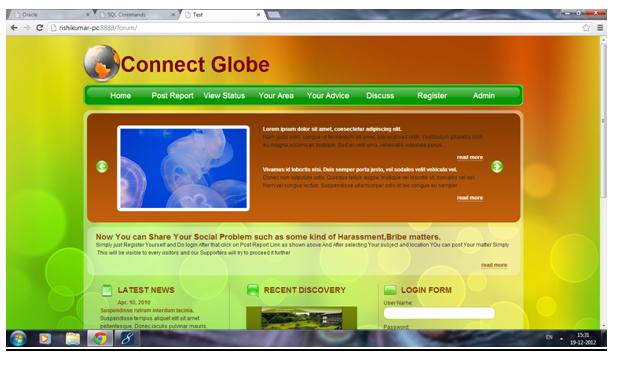 Oracle
SQL Commands
Test
rishikumar-pc:8888/forum/
Connect Globe
Home Post Report View Status Your Area Your Advice Discuss Register Admin
Lorem ipsum dolor sit amet, consectetur adipiscing elit.
read more
Vivamus id lobortis nisi. Duis semper porta justo, vel sodales velit vehicula vel.
read more
Now You can Share Your Social Problem such as some kind of Harassment,Bribe matters.
Simply just Register Yourself and Do login After that click on Post Report Link as shown above And After selecting Your subject and location YOu can post Your matter Simply
This will be visible to every visitors and our Supporters will try to proceed it further
read more
LATEST NEWS
Apr. 10, 2010
Suspendisse rutrum interdum lacinia.
Suspendisse tempus aliquet elit sit amet
pellentesque. Donec iaculis pulvinar mauris,
RECENT DISCOVERY
LOGIN FORM
User Name:
Password:
EN
15:31
19-12-2012